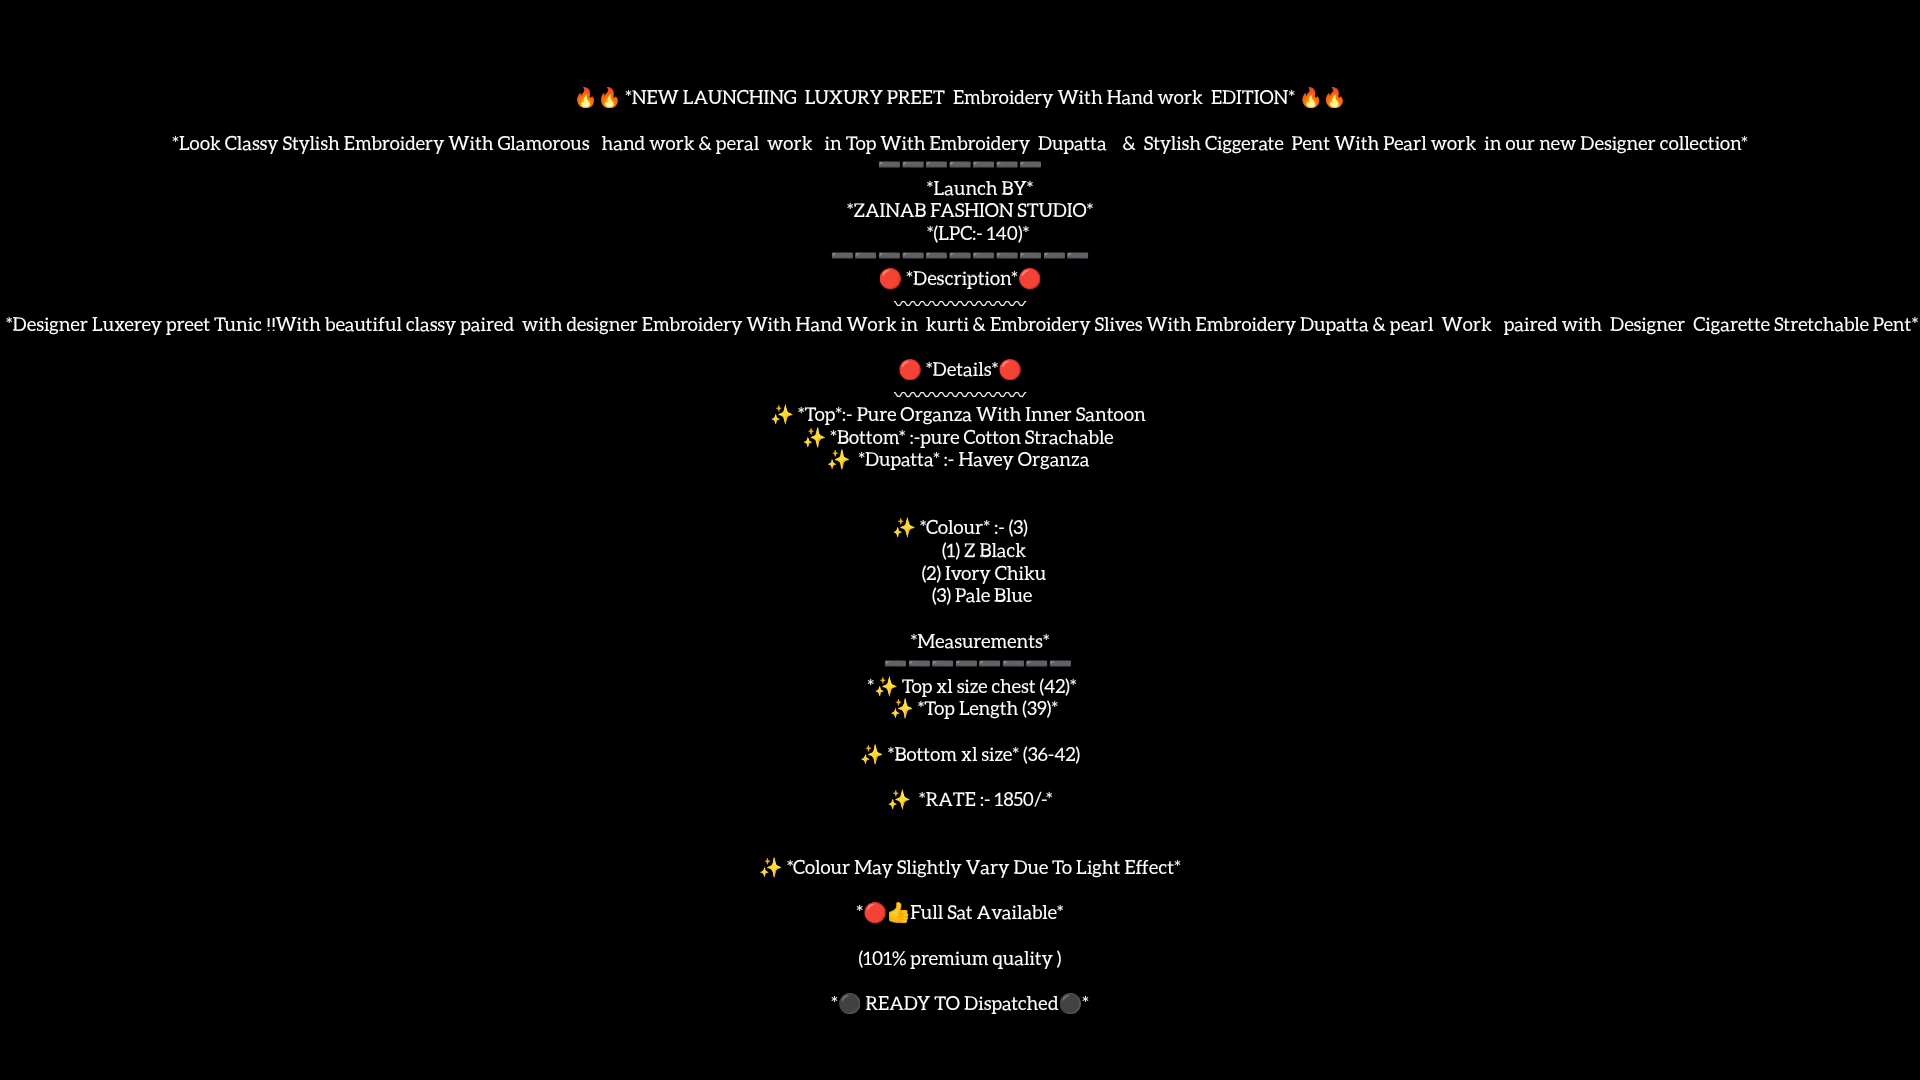 🔥🔥 *NEW LAUNCHING  LUXURY PREET  Embroidery With Hand work  EDITION* 🔥🔥
*Look Classy Stylish Embroidery With Glamorous   hand work & peral  work   in Top With Embroidery  Dupatta    &  Stylish Ciggerate  Pent With Pearl work  in our new Designer collection*
➖➖➖➖➖➖➖
*Launch BY*
*ZAINAB FASHION STUDIO*
*(LPC:- 140)*
➖➖➖➖➖➖➖➖➖➖➖
🔴 *Description*🔴
〰〰〰〰〰〰
*Designer Luxerey preet Tunic ‼With beautiful classy paired  with designer Embroidery With Hand Work in  kurti & Embroidery Slives With Embroidery Dupatta & pearl  Work   paired with  Designer  Cigarette Stretchable Pent*
🔴 *Details*🔴
〰〰〰〰〰〰
✨ *Top*:- Pure Organza With Inner Santoon
✨ *Bottom* :-pure Cotton Strachable
✨  *Dupatta* :- Havey Organza
✨ *Colour* :- (3)
(1) Z Black
(2) Ivory Chiku
(3) Pale Blue
*Measurements*
➖➖➖➖➖➖➖➖
*✨ Top xl size chest (42)*
✨ *Top Length (39)*
✨ *Bottom xl size* (36-42)
✨  *RATE :- 1850/-*
✨ *Colour May Slightly Vary Due To Light Effect*
*🔴👍Full Sat Available*
(101% premium quality )
*⚫ READY TO Dispatched⚫*